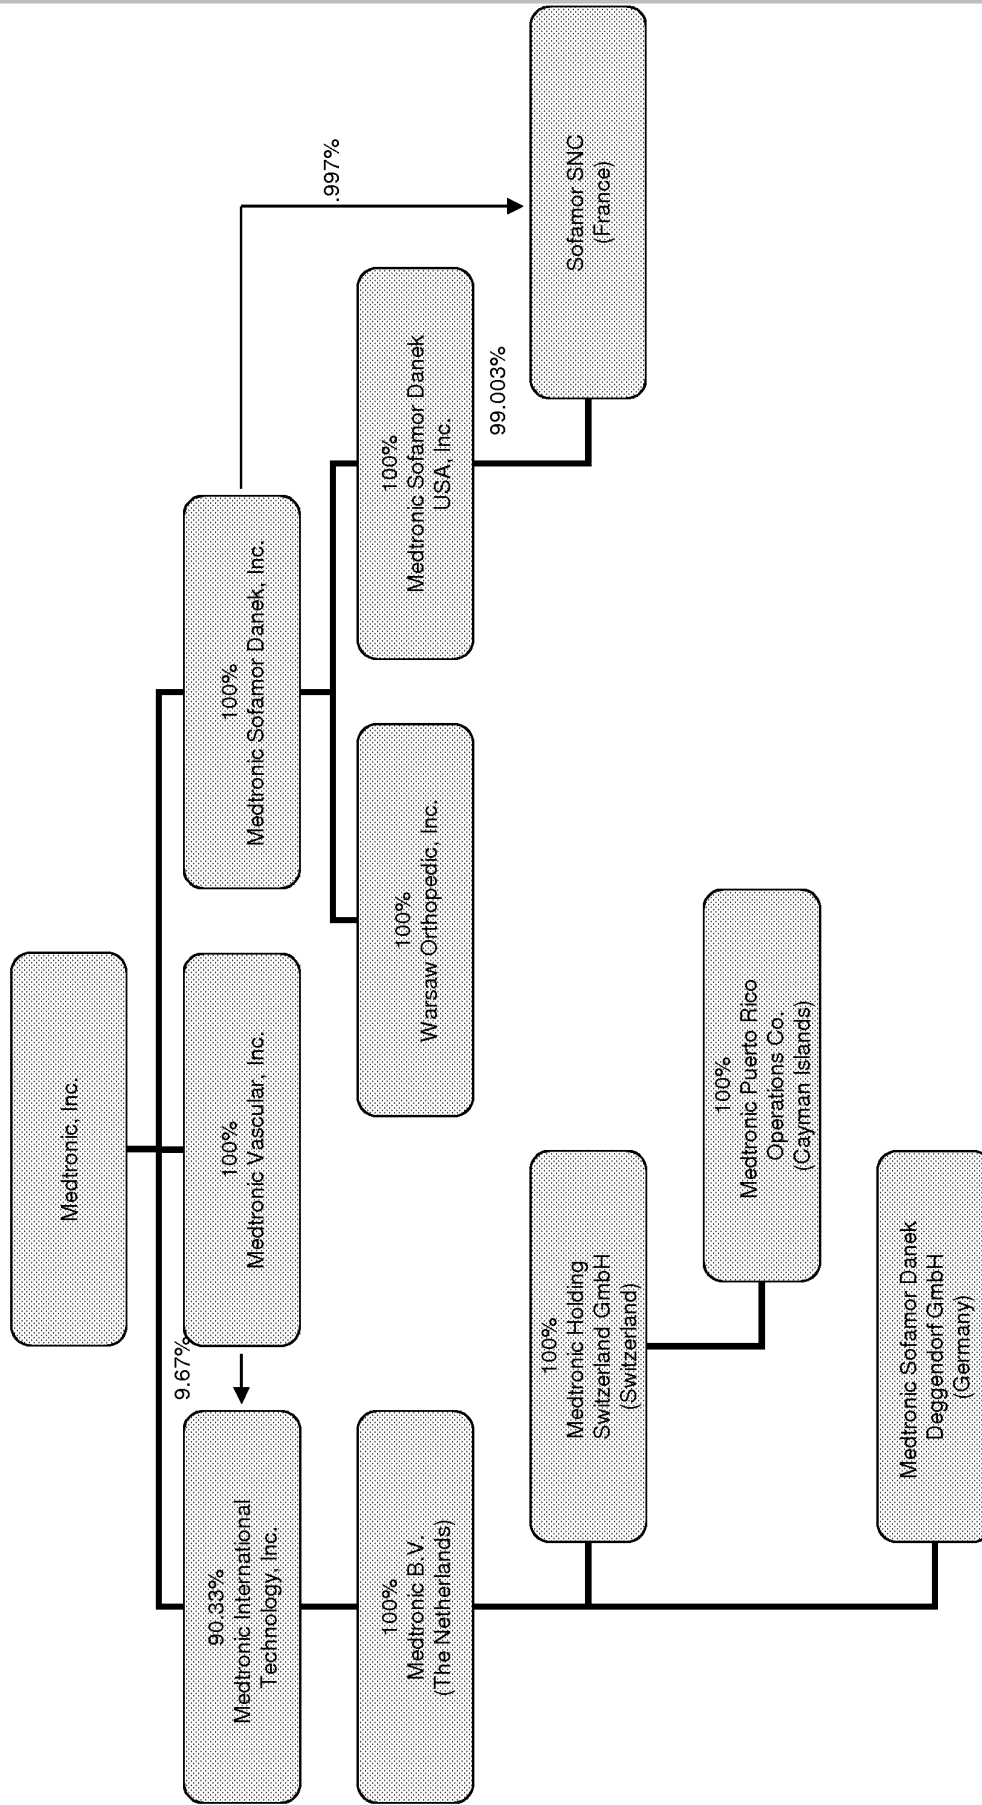 Medtronic, Inc.
90.33%
Medtronic International
Technology, Inc.
9.67%
100%
Medtronic Vascular, Inc.
100%
Medtronic Sofamor Danek, Inc.
.997%
100%
Medtronic B.V.
(The Netherlands)
100%
Warsaw Orthopedic, Inc.
100%
Medtronic Sofamor Danek
USA, Inc.
99.003%
100%
Medtronic Holding
Switzerland GmbH
(Switzerland)
Sofamor SNC
(France)
100%
Medtronic Puerto Rico
Operations Co.
(Cayman Islands)
Medtronic Sofamor Danek
Deggendorf GmbH
(Germany)